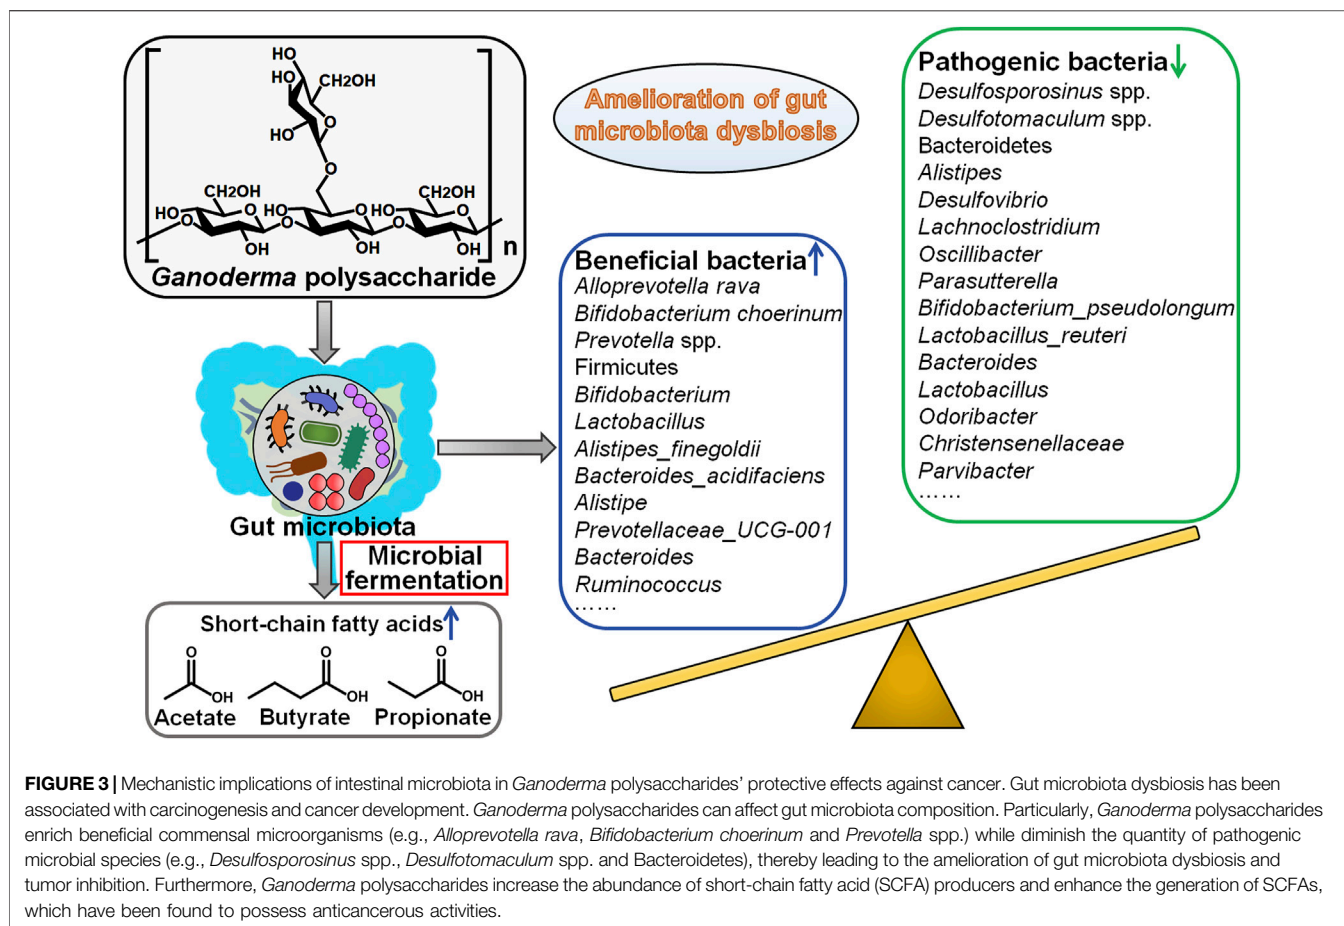 HO
HO
CH2OH
HO
O
O
CH2OH
HO
O
O
OH
OH
HO
O
O
OH
OH
CH2OH
HO
O
O
OH
OH
n
Ganoderma polysaccharide
Amelioration of gut
microbiota dysbiosis
Pathogenic bacteria↓
Desulfosporosinus spp.
Desulfotomaculum spp.
Bacteroidetes
Alistipes
Desulfovibrio
Lachnoclostridium
Oscillibacter
Parasutterella
Bifidobacterium_pseudolongum
Lactobacillus_reuteri
Bacteroides
Lactobacillus
Odoribacter
Christensenellaceae
Parvibacter
......
Beneficial bacteria↑
Alloprevotella rava
Bifidobacterium choerinum
Prevotella spp.
Firmicutes
Bifidobacterium
Lactobacillus
Alistipes_finegoldii
Bacteroides_acidifaciens
Alistipe
Prevotellaceae_UCG-001
Bacteroides
Ruminococcus
......
Gut microbiota
Microbial
fermentation
Short-chain fatty acids↑
O
OH
O
OH
O
OH
Acetate Butyrate Propionate
FIGURE 3 | Mechanistic implications of intestinal microbiota in Ganoderma polysaccharides’ protective effects against cancer. Gut microbiota dysbiosis has been
associated with carcinogenesis and cancer development. Ganoderma polysaccharides can affect gut microbiota composition. Particularly, Ganoderma polysaccharides
enrich beneficial commensal microorganisms (e.g., Alloprevotella rava, Bifidobacterium choerinum and Prevotella spp.) while diminish the quantity of pathogenic
microbial species (e.g., Desulfosporosinus spp., Desulfotomaculum spp. and Bacteroidetes), thereby leading to the amelioration of gut microbiota dysbiosis and
tumor inhibition. Furthermore, Ganoderma polysaccharides increase the abundance of short-chain fatty acid (SCFA) producers and enhance the generation of SCFAs,
which have been found to possess anticancerous activities.